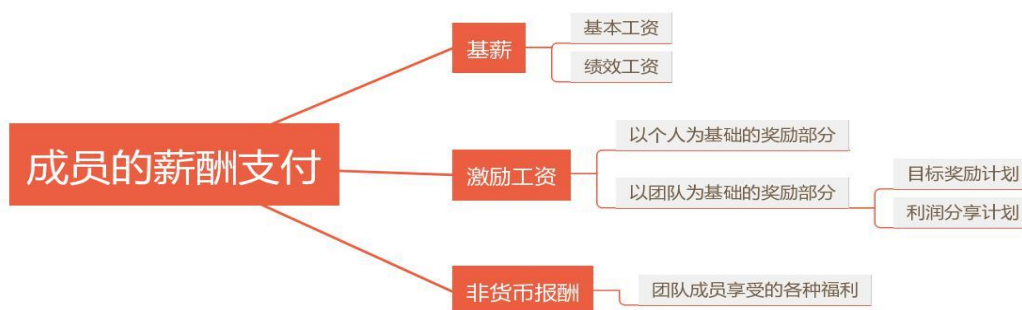 成员的薪酬支付
基薪
基本工资
绩效工资
激励工资
以个人为基础的奖励部分
以团队为基础的奖励部分
目标奖励计划
利润分享计划
非货币报酬
团队成员享受的各种福利